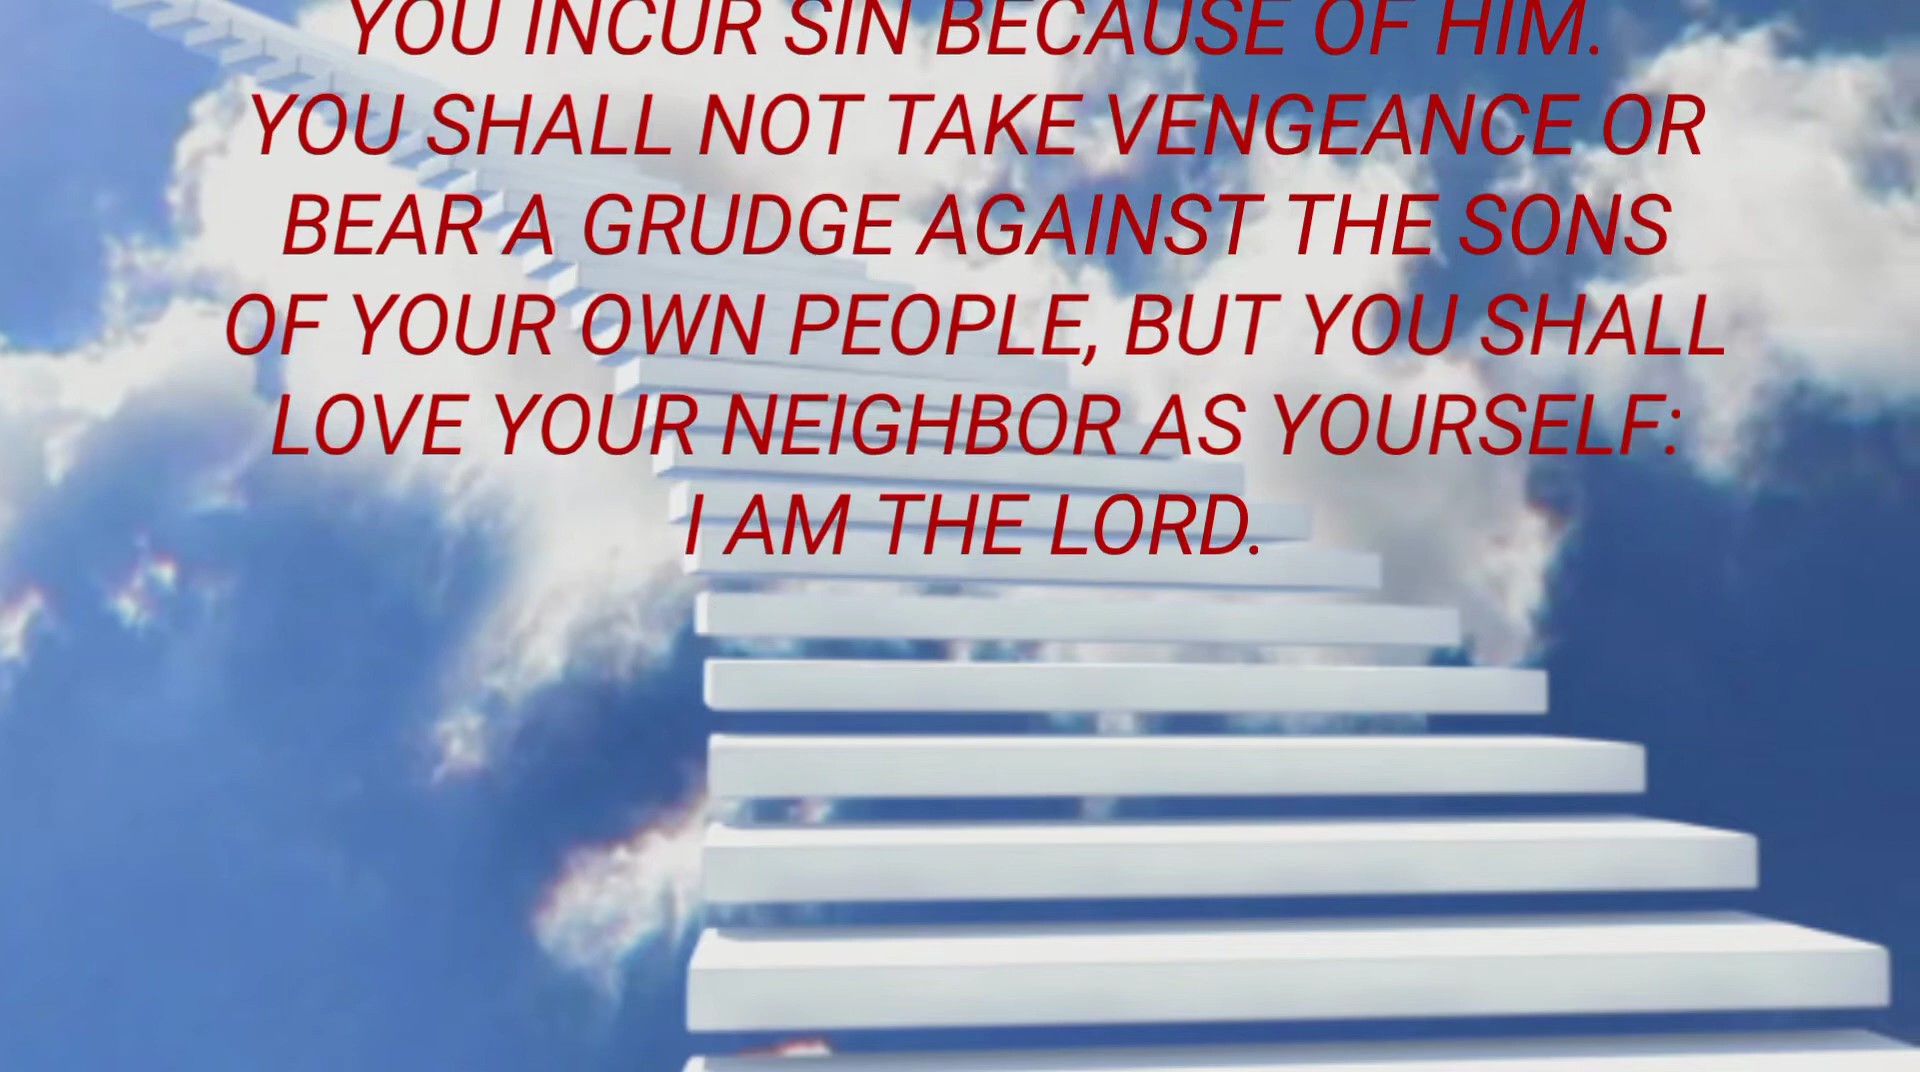 YOU INCUR SIN BECAUSE OF HIM.
YOU SHALL NOT TAKE VENGEANCE OR
BEAR A GRUDGE AGAINST THE SONS
OF YOUR OWN PEOPLE, BUT YOU SHALL
LOVE YOUR NEIGHBOR AS YOURSELF:
I AM THE LORD.